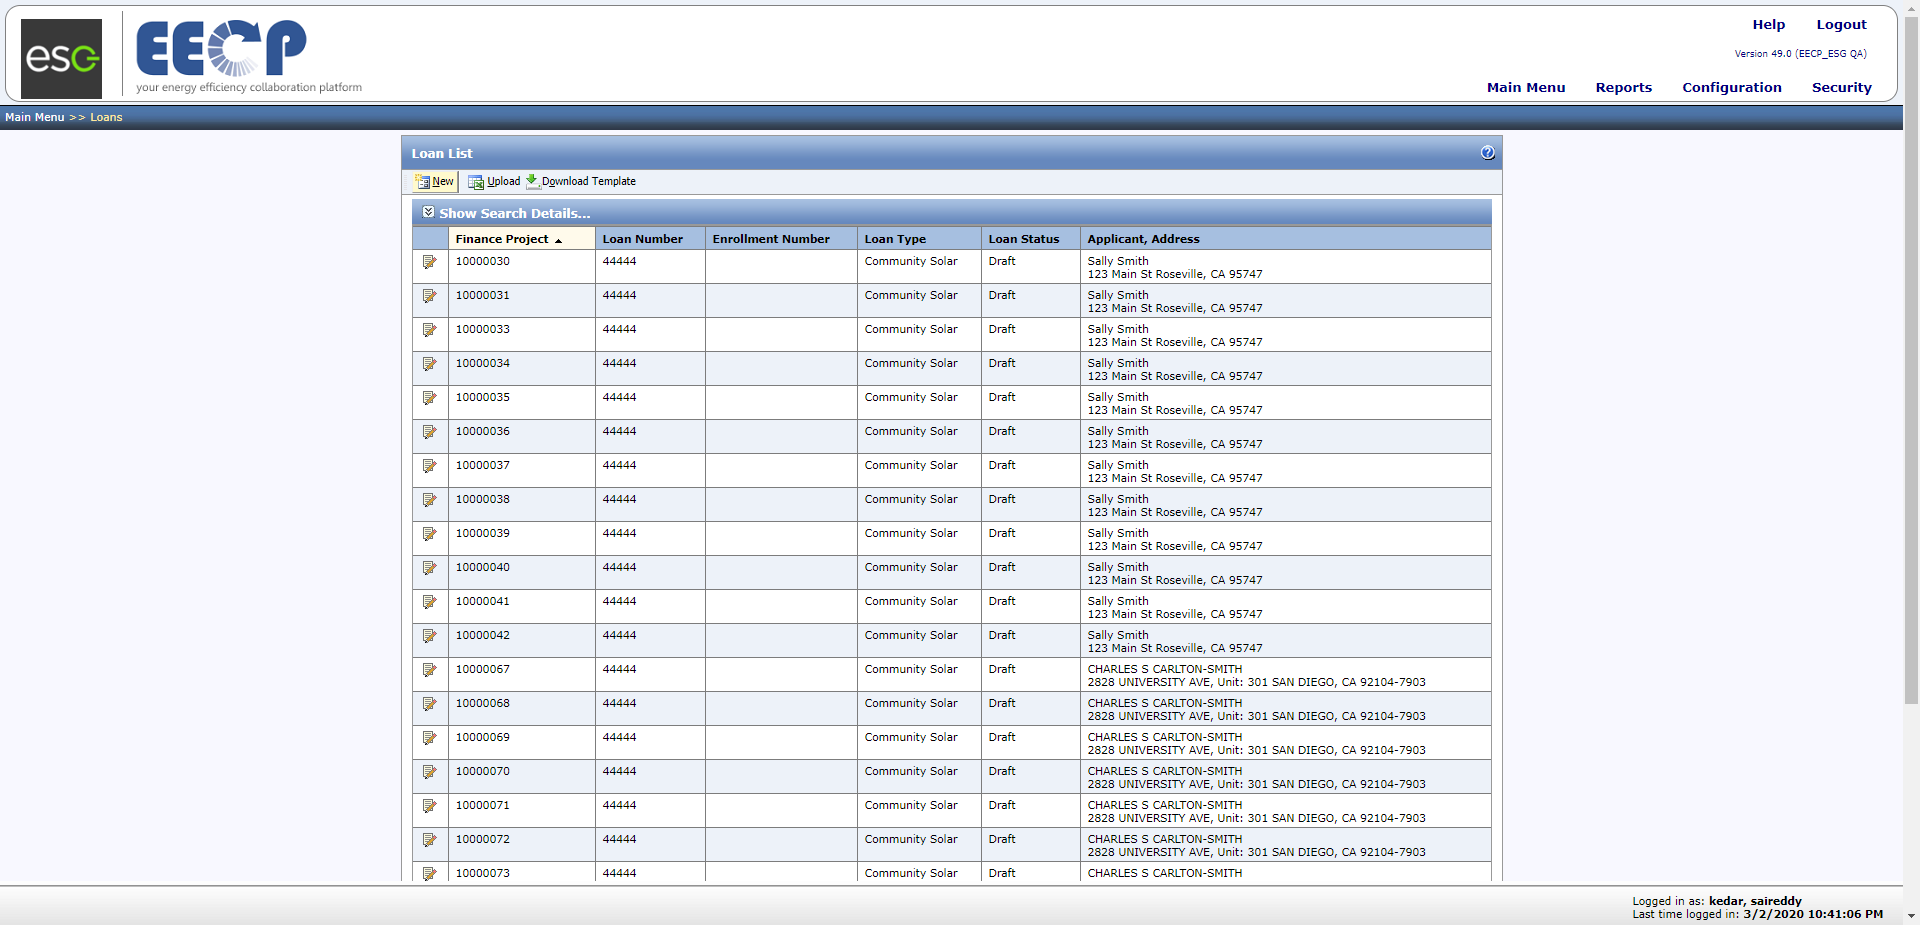 esg
EECP
your energy efficiency collaboration platform
Help Logout
Version 49.0 (EECP_ESG QA)
Main Menu Reports Configuration Security
Main Menu >> Loans
Loan List
New Upload Download Template
Show Search Details...
Finance Project Loan Number Enrollment Number Loan Type Loan Status Applicant, Address
10000030 44444 Community Solar Draft Sally Smith
123 Main St Roseville, CA 95747
10000031 44444 Community Solar Draft Sally Smith
123 Main St Roseville, CA 95747
10000033 44444 Community Solar Draft Sally Smith
123 Main St Roseville, CA 95747
10000034 44444 Community Solar Draft Sally Smith
123 Main St Roseville, CA 95747
10000035 44444 Community Solar Draft Sally Smith
123 Main St Roseville, CA 95747
10000036 44444 Community Solar Draft Sally Smith
123 Main St Roseville, CA 95747
10000037 44444 Community Solar Draft Sally Smith
123 Main St Roseville, CA 95747
10000038 44444 Community Solar Draft Sally Smith
123 Main St Roseville, CA 95747
10000039 44444 Community Solar Draft Sally Smith
123 Main St Roseville, CA 95747
10000040 44444 Community Solar Draft Sally Smith
123 Main St Roseville, CA 95747
10000041 44444 Community Solar Draft Sally Smith
123 Main St Roseville, CA 95747
10000042 44444 Community Solar Draft Sally Smith
123 Main St Roseville, CA 95747
10000067 44444 Community Solar Draft CHARLES S CARLTON-SMITH
2828 UNIVERSITY AVE, Unit: 301 SAN DIEGO, CA 92104-7903
10000068 44444 Community Solar Draft CHARLES S CARLTON-SMITH
2828 UNIVERSITY AVE, Unit: 301 SAN DIEGO, CA 92104-7903
10000069 44444 Community Solar Draft CHARLES S CARLTON-SMITH
2828 UNIVERSITY AVE, Unit: 301 SAN DIEGO, CA 92104-7903
10000070 44444 Community Solar Draft CHARLES S CARLTON-SMITH
2828 UNIVERSITY AVE, Unit: 301 SAN DIEGO, CA 92104-7903
10000071 44444 Community Solar Draft CHARLES S CARLTON-SMITH
2828 UNIVERSITY AVE, Unit: 301 SAN DIEGO, CA 92104-7903
10000072 44444 Community Solar Draft CHARLES S CARLTON-SMITH
2828 UNIVERSITY AVE, Unit: 301 SAN DIEGO, CA 92104-7903
10000073 44444 Community Solar Draft CHARLES S CARLTON-SMITH
Logged in as: kedar, saireddy
Last time logged in: 3/2/2020 10:41:06 PM